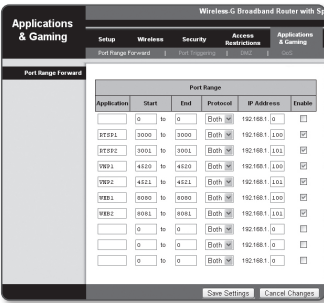 Wireless-G Broadband Router with Sp
Applications & Gaming
Setup Wireless Security Access Restrictions Applications & Gaming
Port Range Forward | Port Triggering | DMZ | QoS
Port Range Forward
Port Range
Application Start End Protocol IP Address Enable
0 to 0 Both 192.168.1. 0
RTSP1 3000 to 3000 Both 192.168.1. 100
RTSP2 3001 to 3001 Both 192.168.1. 101
VNP1 4520 to 4520 Both 192.168.1. 100
VNP2 4521 to 4521 Both 192.168.1. 101
WEB1 8080 to 8080 Both 192.168.1. 100
WEB2 8081 to 8081 Both 192.168.1. 101
0 to 0 Both 192.168.1. 0
0 to 0 Both 192.168.1. 0
0 to 0 Both 192.168.1. 0
Save Settings Cancel Changes